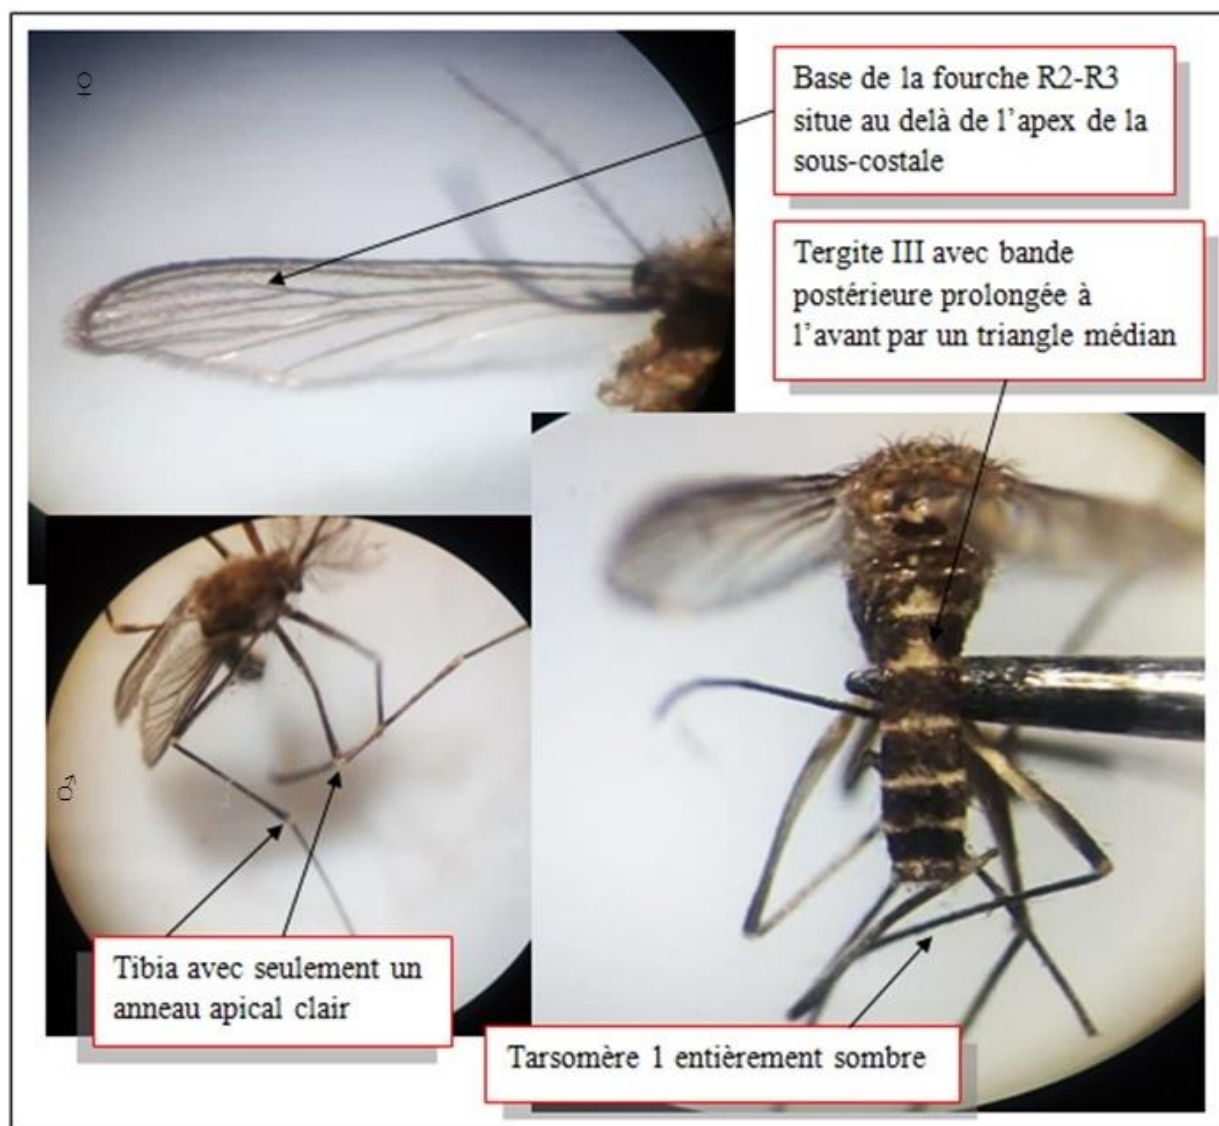 ♀
Base de la fourche R2-R3
situe au delà de l’apex de la
sous-costale
Tergite III avec bande
postérieure prolongée à
l’avant par un triangle médian
♂
Tibia avec seulement un
anneau apical clair
Tarsomère 1 entièrement sombre